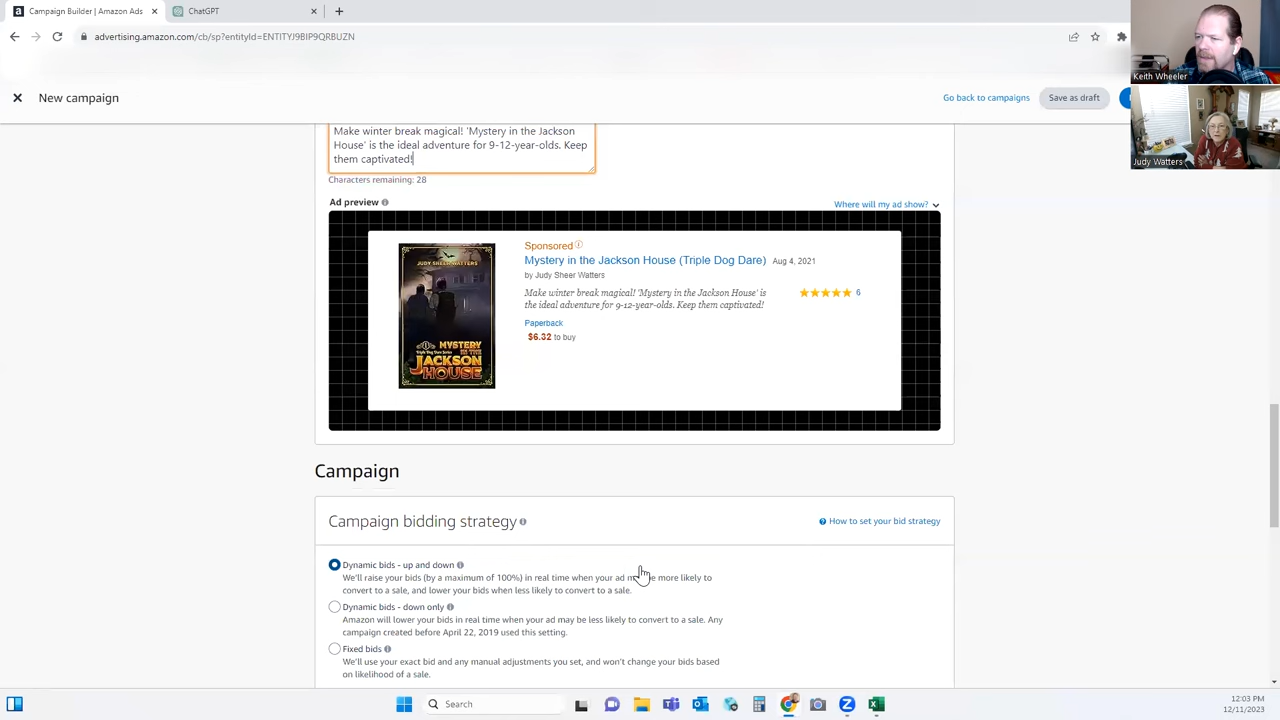 Campaign Builder | Amazon Ads
ChatGPT
advertising.amazon.com/cb/sp?entityId=ENTITYJ9BIP9QRBUZN
Keith Wheeler
New campaign
Go back to campaigns
Save as draft
Make winter break magical! 'Mystery in the Jackson
House' is the ideal adventure for 9-12-year-olds. Keep
them captivated!
Judy Watters
Characters remaining: 28
Ad preview
Where will my ad show?
JUDY SHEER WATTERS
Triple Dog Dare Series
MYSTERY
IN THE
JACKSON
HOUSE
Sponsored
Mystery in the Jackson House (Triple Dog Dare) Aug 4, 2021
by Judy Sheer Watters
Make winter break magical! 'Mystery in the Jackson House' is
the ideal adventure for 9-12-year-olds. Keep them captivated!
6
Paperback
$6.32 to buy
Campaign
Campaign bidding strategy
How to set your bid strategy
Dynamic bids - up and down
We'll raise your bids (by a maximum of 100%) in real time when your ad may be more likely to
convert to a sale, and lower your bids when less likely to convert to a sale.
Dynamic bids - down only
Amazon will lower your bids in real time when your ad may be less likely to convert to a sale. Any
campaign created before April 22, 2019 used this setting.
Fixed bids
We'll use your exact bid and any manual adjustments you set, and won't change your bids based
on likelihood of a sale.
Search
12:03 PM
12/11/2023